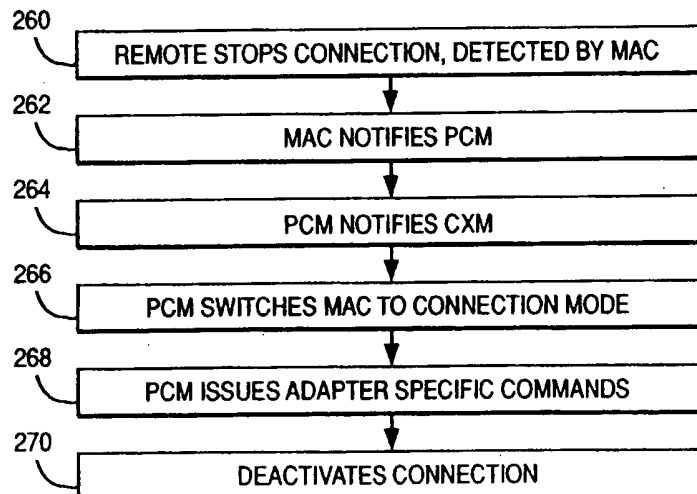 260
REMOTE STOPS CONNECTION, DETECTED BY MAC
262
MAC NOTIFIES PCM
264
PCM NOTIFIES CXM
266
PCM SWITCHES MAC TO CONNECTION MODE
268
PCM ISSUES ADAPTER SPECIFIC COMMANDS
270
DEACTIVATES CONNECTION